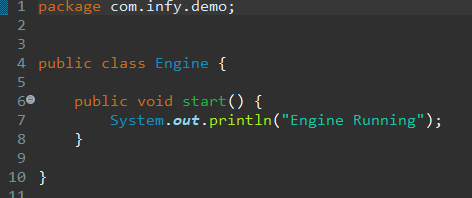 1 package com.infy.demo;
2
3
4 public class Engine {
5
6 public void start() {
7 System.out.println("Engine Running");
8 }
9
10 }
11